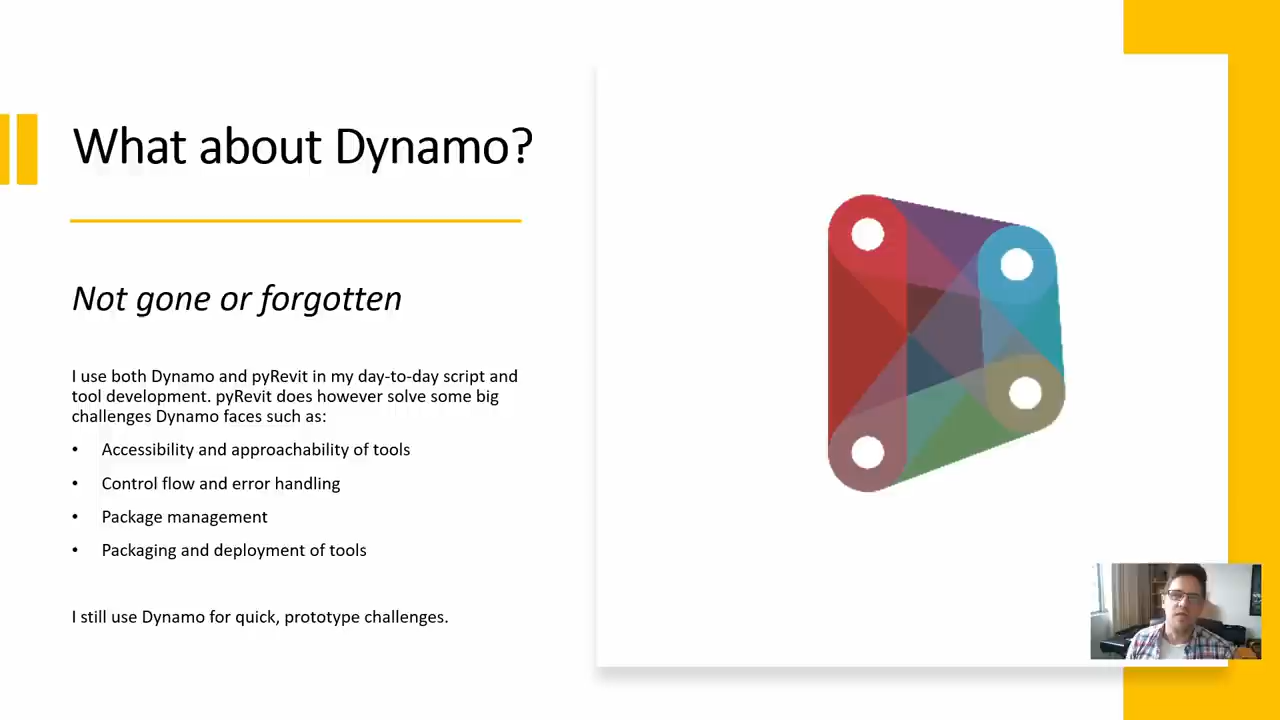 What about Dynamo?
Not gone or forgotten
I use both Dynamo and pyRevit in my day-to-day script and
tool development. pyRevit does however solve some big
challenges Dynamo faces such as:
• Accessibility and approachability of tools
• Control flow and error handling
• Package management
• Packaging and deployment of tools
I still use Dynamo for quick, prototype challenges.